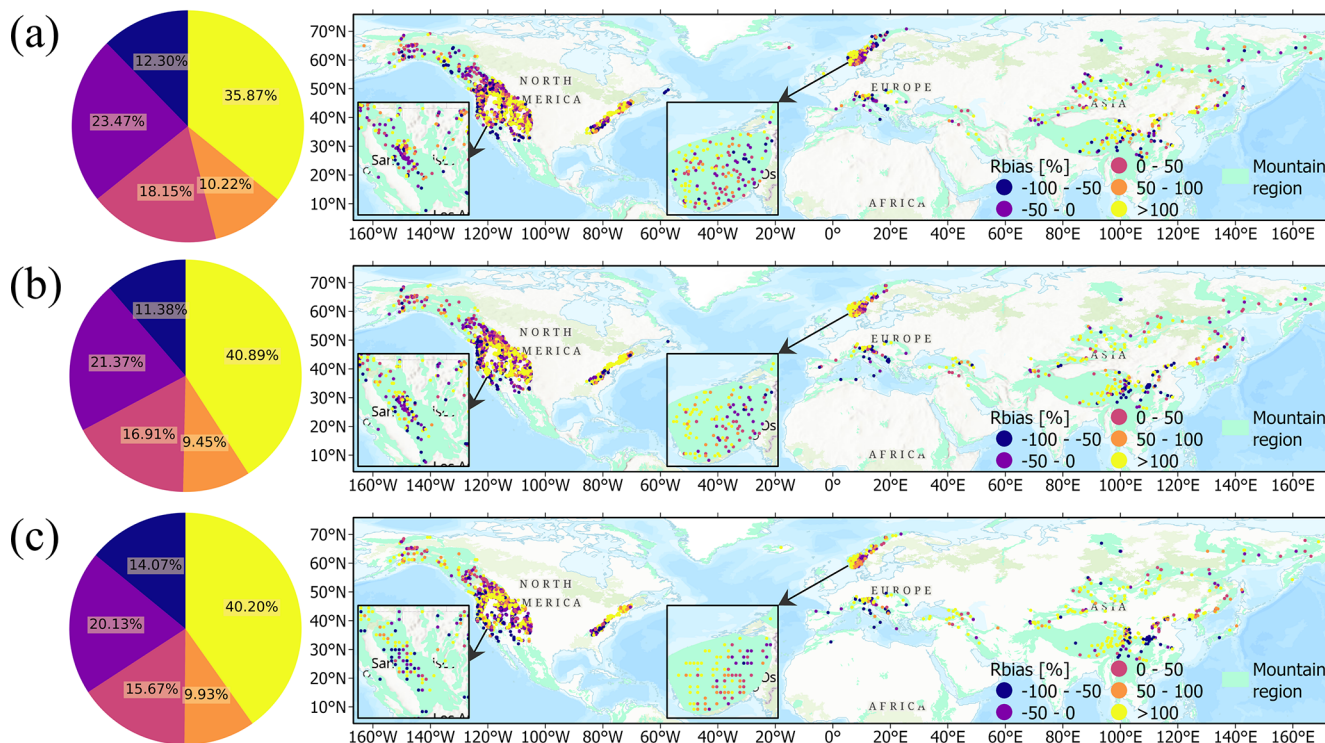 (a)
12.30%
35.87%
23.47%
18.15%
10.22%
70°N
60°N
50°N
40°N
30°N
20°N
10°N
NORTH
MERICA
EUROPE
ASIA
AFRICA
San
Rbias [%]
-100 - -50
-50 - 0
0 - 50
50 - 100
>100
Mountain
region
160°W 140°W 120°W 100°W 80°W 60°W 40°W 20°W 0°E 20°E 40°E 60°E 80°E 100°E 120°E 140°E 160°E
(b)
11.38%
40.89%
21.37%
16.91%
9.45%
70°N
60°N
50°N
40°N
30°N
20°N
10°N
NORTH
MERICA
EUROPE
ASIA
AFRICA
San
Rbias [%]
-100 - -50
-50 - 0
0 - 50
50 - 100
>100
Mountain
region
160°W 140°W 120°W 100°W 80°W 60°W 40°W 20°W 0°E 20°E 40°E 60°E 80°E 100°E 120°E 140°E 160°E
(c)
14.07%
40.20%
20.13%
15.67%
9.93%
70°N
60°N
50°N
40°N
30°N
20°N
10°N
NORTH
MERICA
EUROPE
ASIA
AFRICA
San
Rbias [%]
-100 - -50
-50 - 0
0 - 50
50 - 100
>100
Mountain
region
160°W 140°W 120°W 100°W 80°W 60°W 40°W 20°W 0°E 20°E 40°E 60°E 80°E 100°E 120°E 140°E 160°E